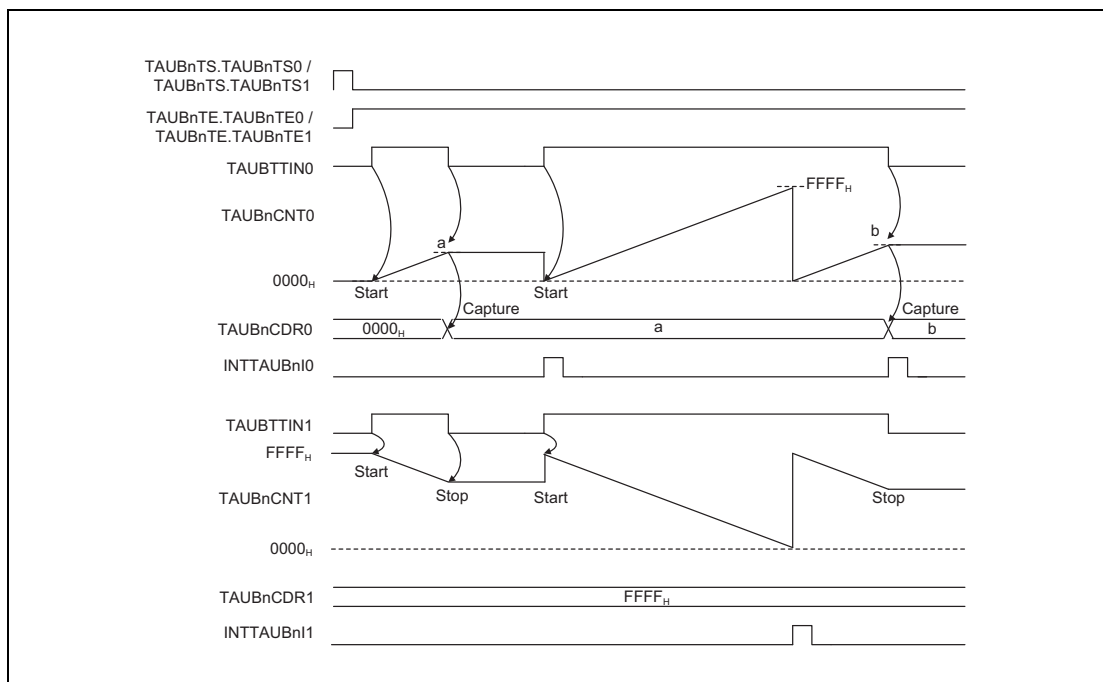 TAUBnTS.TAUBnTS0 /
TAUBnTS.TAUBnTS1
TAUBnTE.TAUBnTE0 /
TAUBnTE.TAUBnTE1
TAUBTTIN0
FFFFH
TAUBnCNT0
a
b
0000H
Start
Start
Capture
Capture
TAUBnCDR0
0000H
a
b
INTTAUBnI0
TAUBTTIN1
FFFFH
Start
TAUBnCNT1
Stop
Start
Stop
0000H
TAUBnCDR1
FFFFH
INTTAUBnI1